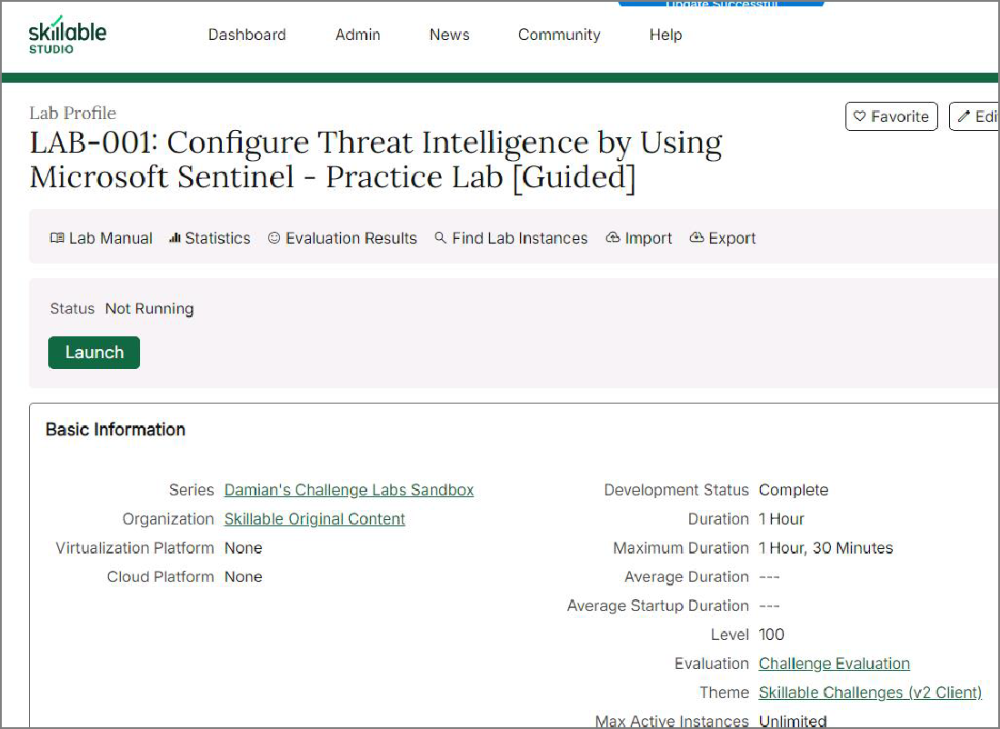 Update Successful
skillable
STUDIO
Dashboard Admin News Community Help
Lab Profile
Favorite Edi
LAB-001: Configure Threat Intelligence by Using
Microsoft Sentinel - Practice Lab [Guided]
Lab Manual Statistics Evaluation Results Find Lab Instances Import Export
Status Not Running
Launch
Basic Information
Series Damian's Challenge Labs Sandbox
Organization Skillable Original Content
Virtualization Platform None
Cloud Platform None
Development Status Complete
Duration 1 Hour
Maximum Duration 1 Hour, 30 Minutes
Average Duration ---
Average Startup Duration ---
Level 100
Evaluation Challenge Evaluation
Theme Skillable Challenges (v2 Client)
Max Active Instances Unlimited